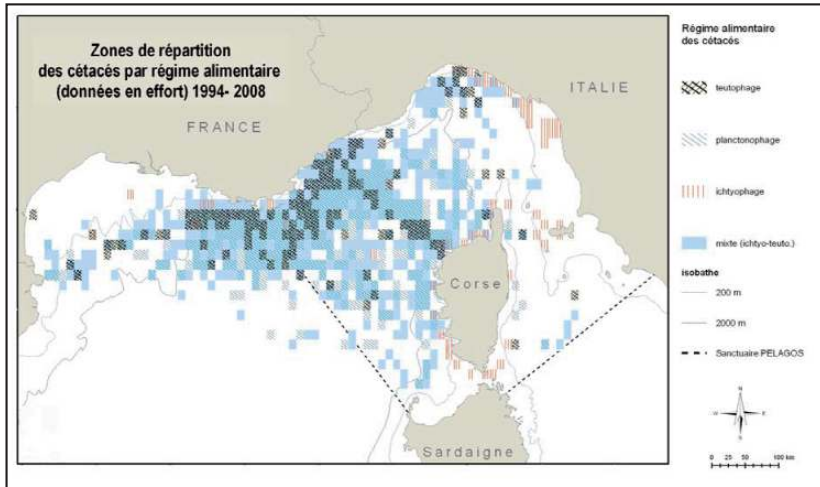 Zones de répartition
des cétacés par régime alimentaire
(données en effort) 1994- 2008
FRANCE
ITALIE
Corse
Sardaigne
Régime alimentaire
des cétacés
teutophage
planctonophage
ichtyophage
mixte (ichtyo-teuto.)
isobathe
200 m
2000 m
Sanctuaire PELAGOS
N
W E
S
0 25 50 100 km